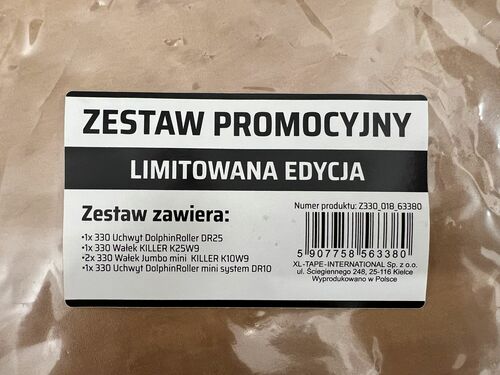 ZESTAW PROMOCYJNY
LIMITOWANA EDYCJA
Zestaw zawiera:
•1x 330 Uchwyt DolphinRoller DR25
•1x 330 Wałek KILLER K25W9
•2x 330 Wałek Jumbo mini KILLER K10W9
•1x 330 Uchwyt DolphinRoller mini system DR10
Numer produktu: Z330_018_63380
5 907758 563380
XL-TAPE-INTERNATIONAL Sp. z o.o.
ul. Ściegiennego 248, 25-116 Kielce
Wyprodukowano w Polsce